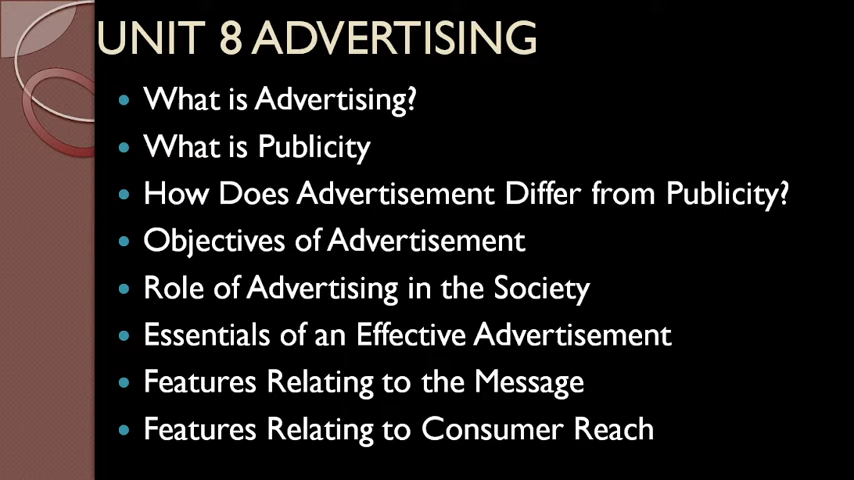 UNIT 8 ADVERTISING
• What is Advertising?
• What is Publicity
• How Does Advertisement Differ from Publicity?
• Objectives of Advertisement
• Role of Advertising in the Society
• Essentials of an Effective Advertisement
• Features Relating to the Message
• Features Relating to Consumer Reach